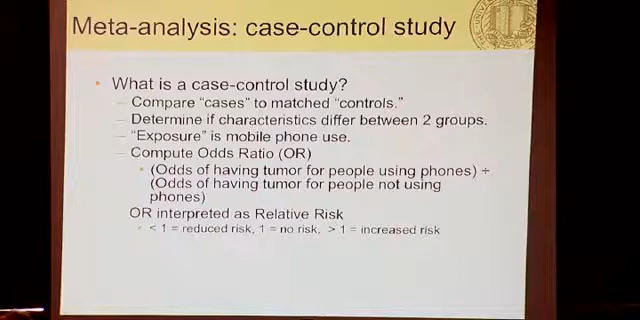 Meta-analysis: case-control study
• What is a case-control study?
– Compare “cases” to matched “controls.”
– Determine if characteristics differ between 2 groups.
– “Exposure” is mobile phone use.
– Compute Odds Ratio (OR)
• (Odds of having tumor for people using phones) ÷
(Odds of having tumor for people not using
phones)
OR interpreted as Relative Risk
• < 1 = reduced risk, 1 = no risk, > 1 = increased risk